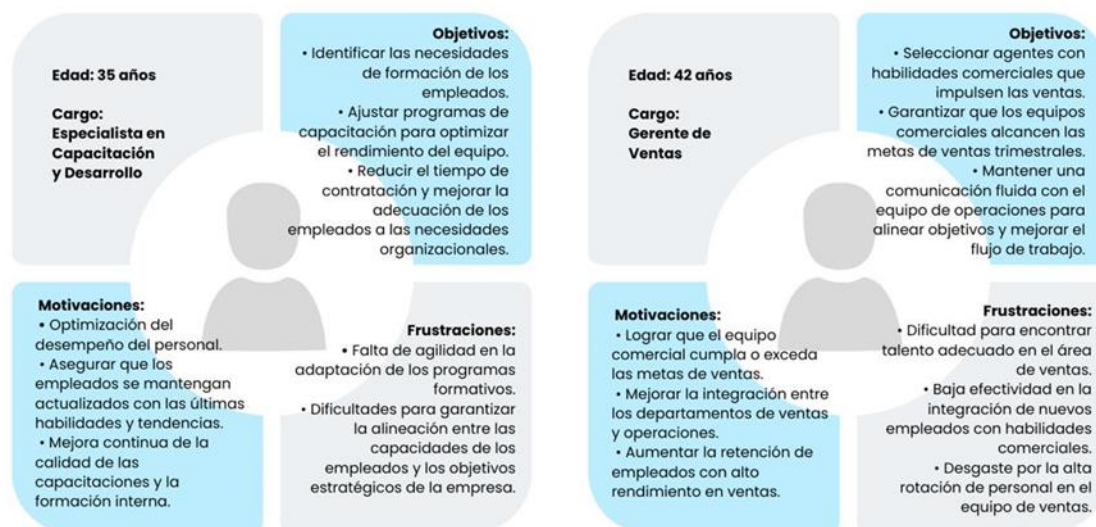 Edad: 35 años
Cargo:
Especialista en
Capacitación
y Desarrollo
Objetivos:
• Identificar las necesidades
de formación de los
empleados.
• Ajustar programas de
capacitación para optimizar
el rendimiento del equipo.
• Reducir el tiempo de
contratación y mejorar la
adecuación de los
empleados a las necesidades
organizacionales.
Motivaciones:
• Optimización del
desempeño del personal.
• Asegurar que los
empleados se mantengan
actualizados con las últimas
habilidades y tendencias.
• Mejora continua de la
calidad de las
capacitaciones y la
formación interna.
Frustraciones:
• Falta de agilidad en la
adaptación de los programas
formativos.
• Dificultades para garantizar
la alineación entre las
capacidades de los
empleados y los objetivos
estratégicos de la empresa.
Edad: 42 años
Cargo:
Gerente de
Ventas
Objetivos:
• Seleccionar agentes con
habilidades comerciales que
impulsen las ventas.
• Garantizar que los equipos
comerciales alcancen las
metas de ventas trimestrales.
• Mantener una
comunicación fluida con el
equipo de operaciones para
alinear objetivos y mejorar el
flujo de trabajo.
Motivaciones:
• Lograr que el equipo
comercial cumpla o exceda
las metas de ventas.
• Mejorar la integración entre
los departamentos de ventas
y operaciones.
• Aumentar la retención de
empleados con alto
rendimiento en ventas.
Frustraciones:
• Dificultad para encontrar
talento adecuado en el área
de ventas.
• Baja efectividad en la
integración de nuevos
empleados con habilidades
comerciales.
• Desgaste por la alta
rotación de personal en el
equipo de ventas.